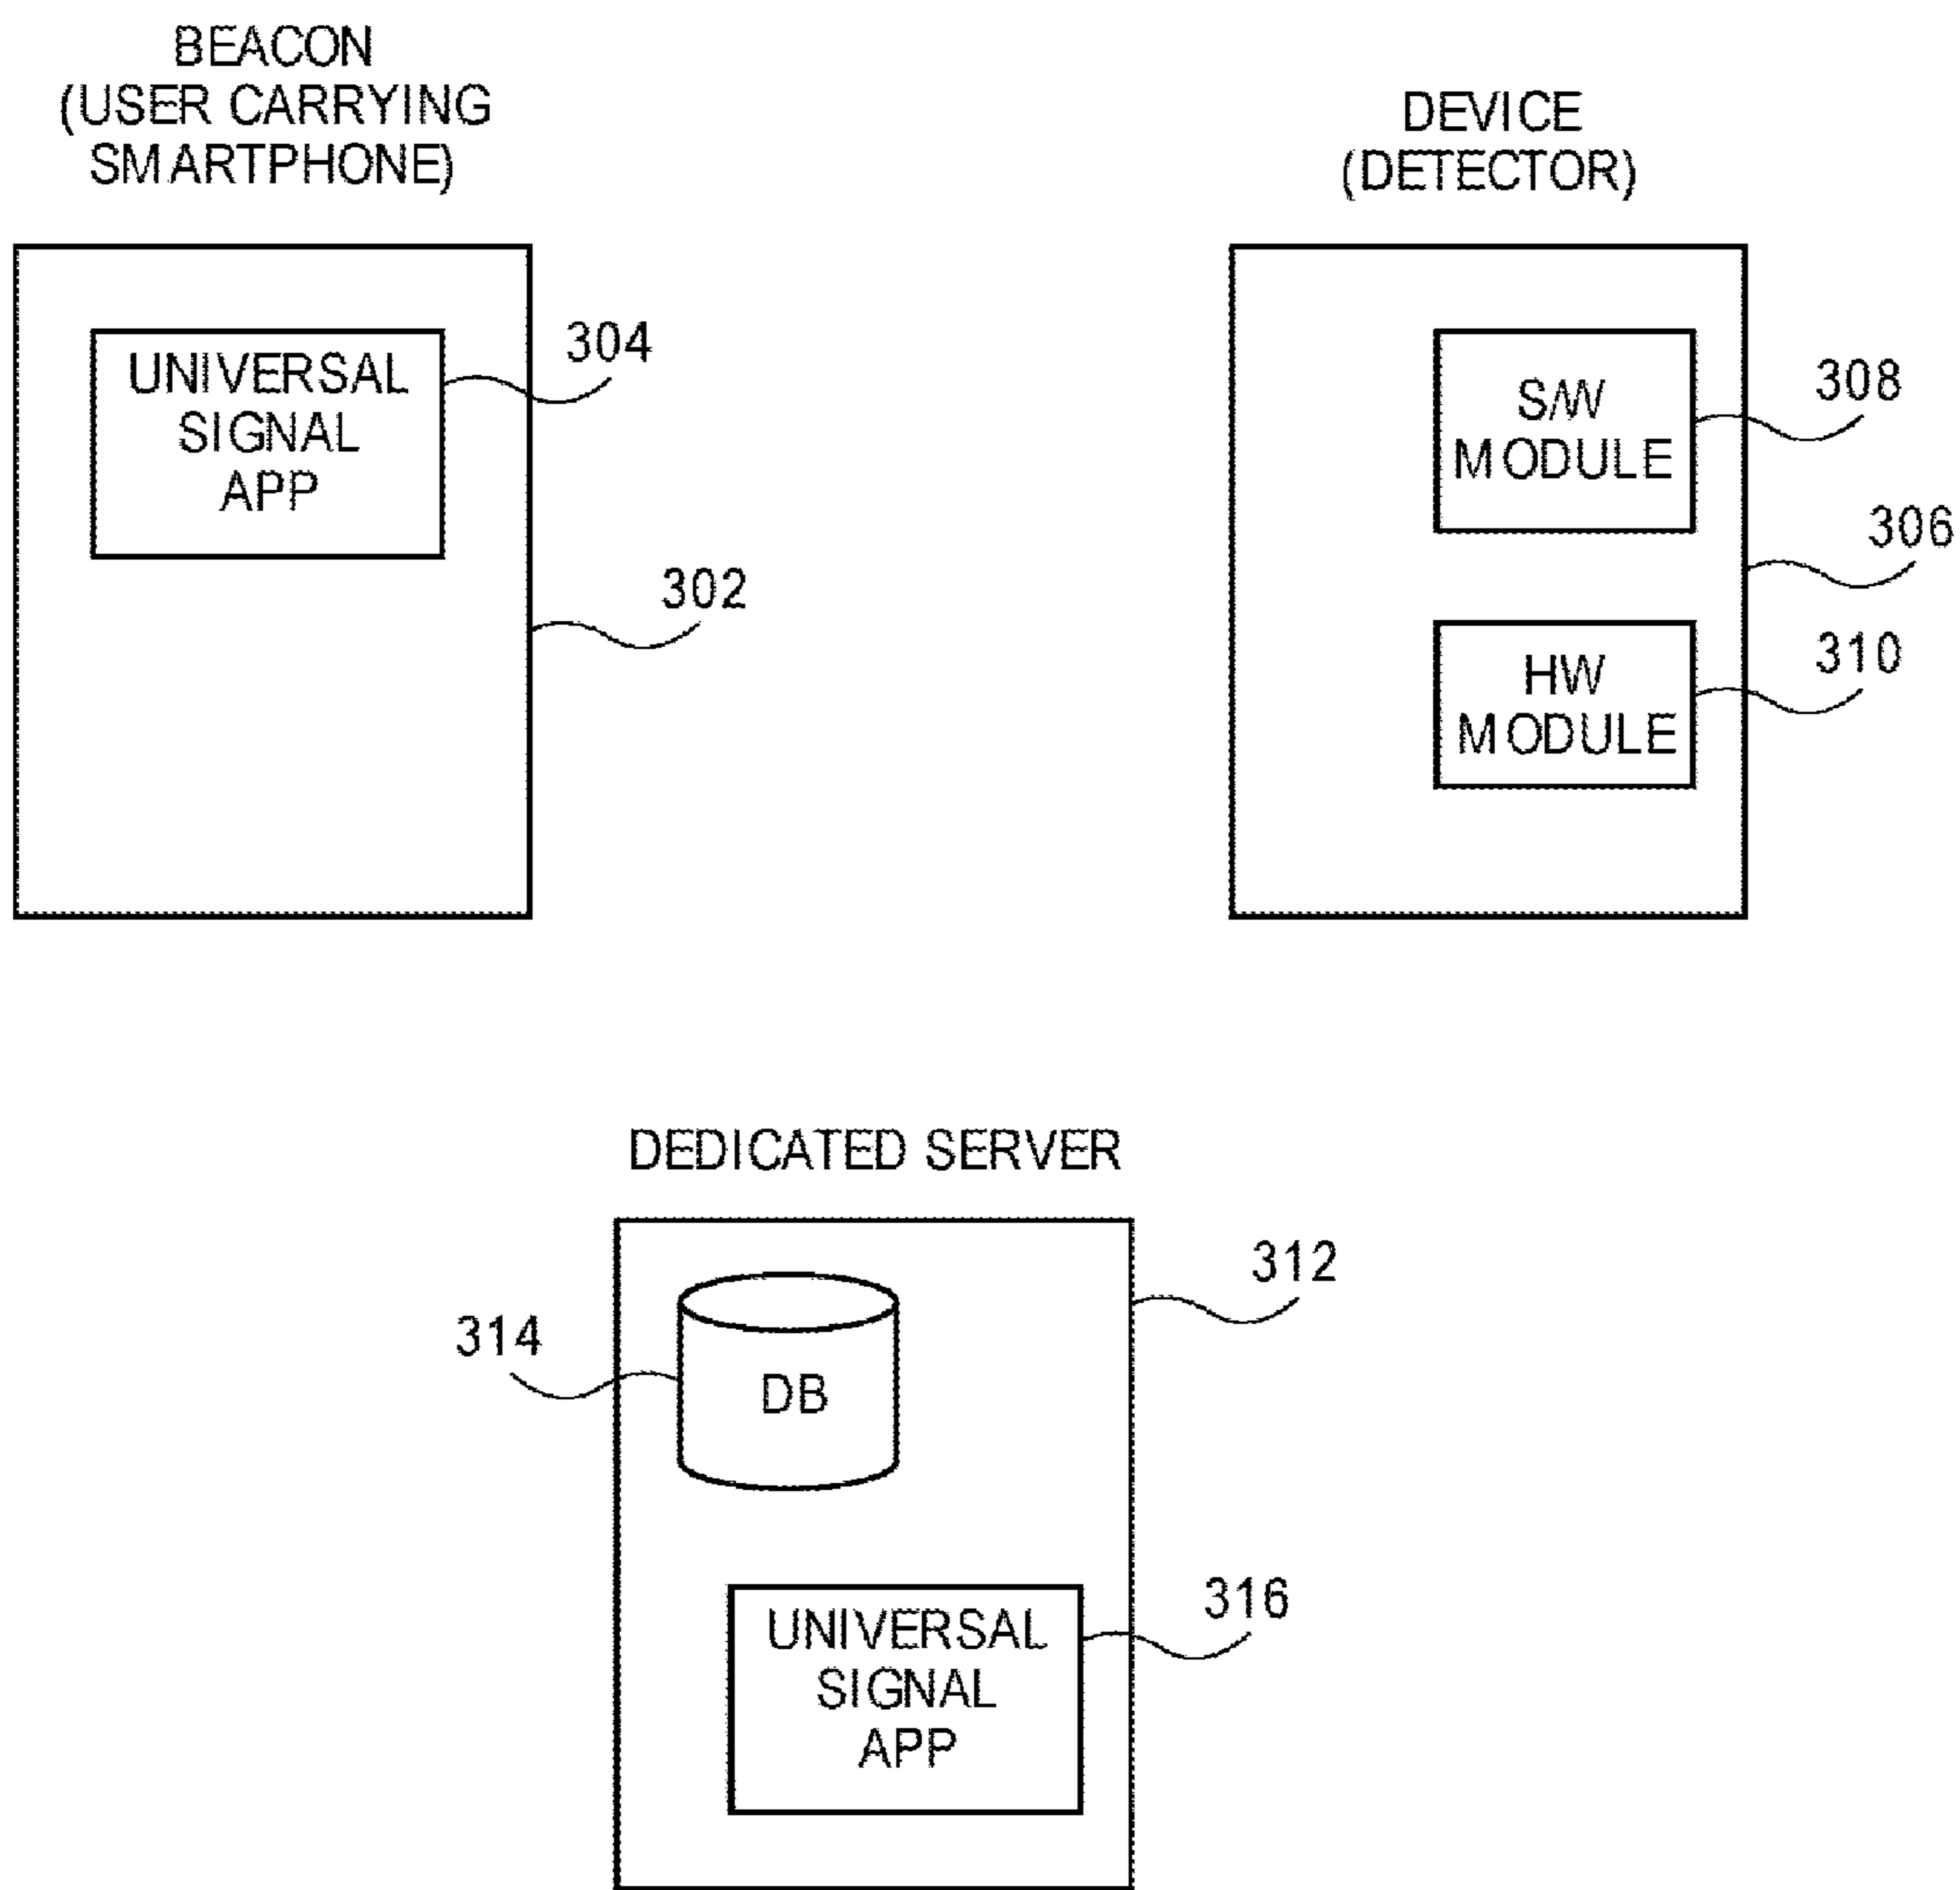 BEACON
(USER CARRYING
SMARTPHONE)
UNIVERSAL
SIGNAL
APP
304
302
DEVICE
(DETECTOR)
S/W
MODULE
308
306
HW
MODULE
310
DEDICATED SERVER
312
314
DB
UNIVERSAL
SIGNAL
APP
316